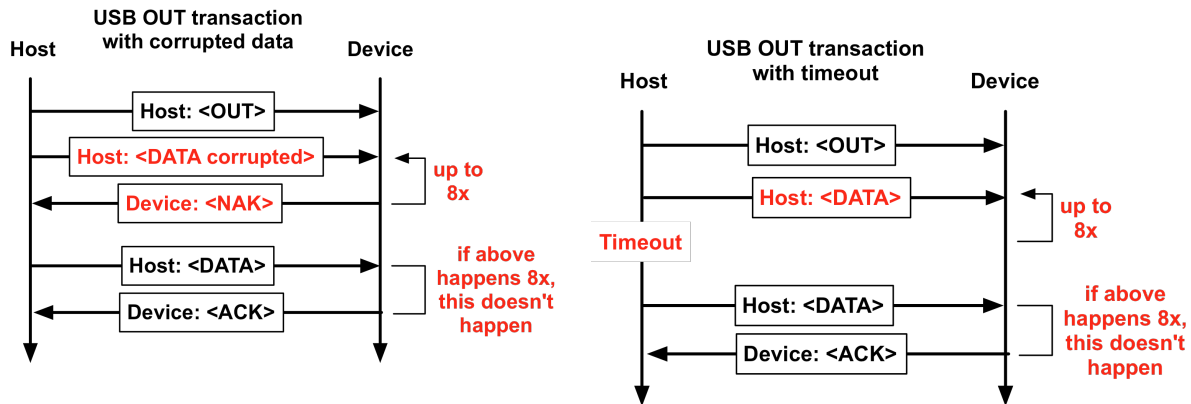 USB OUT transaction
with corrupted data
Host
Device
Host: <OUT>
Host: <DATA corrupted>
Device: <NAK>
up to
8x
Host: <DATA>
Device: <ACK>
if above
happens 8x,
this doesn't
happen
USB OUT transaction
with timeout
Host
Device
Host: <OUT>
Host: <DATA>
Timeout
up to
8x
Host: <DATA>
Device: <ACK>
if above
happens 8x,
this doesn't
happen